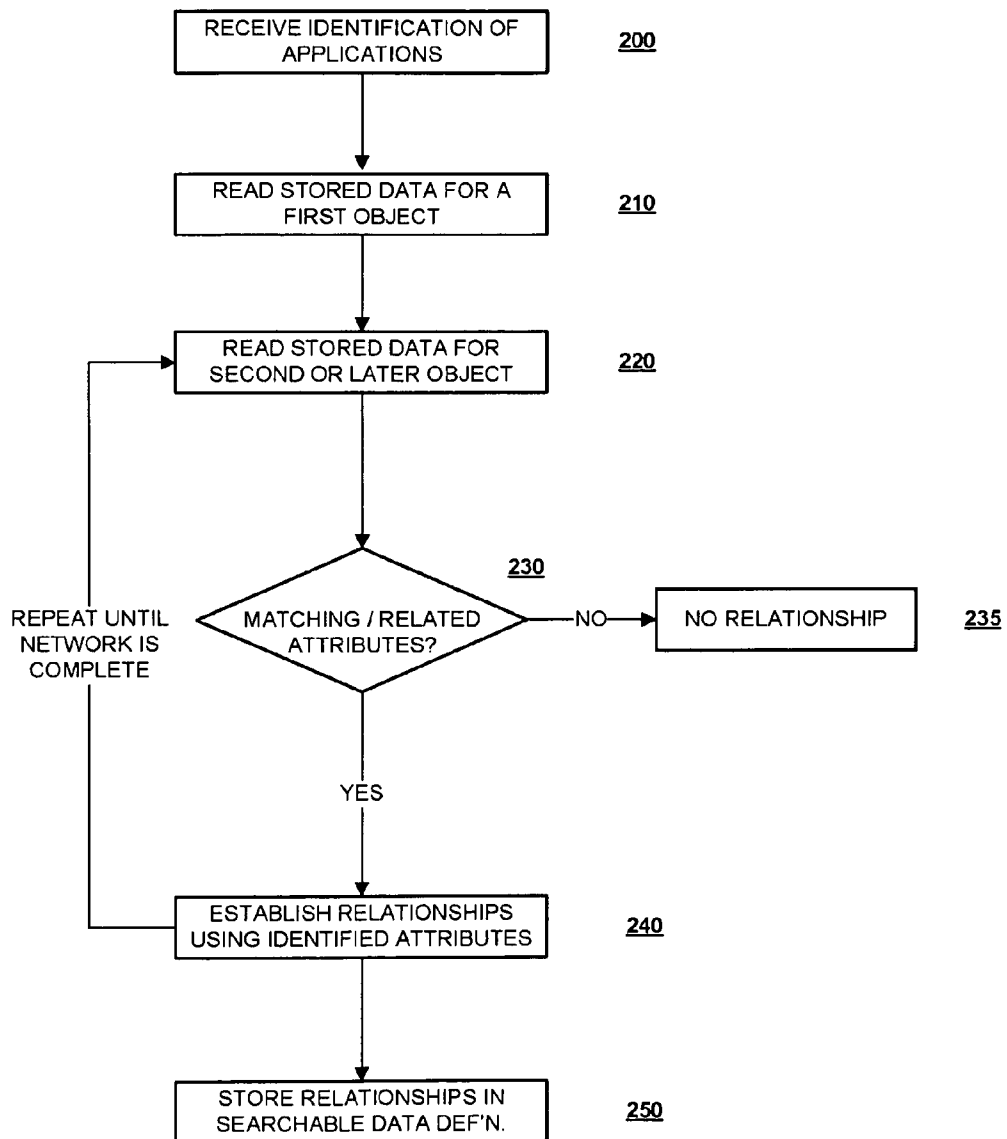 RECEIVE IDENTIFICATION OF
APPLICATIONS
200
READ STORED DATA FOR A
FIRST OBJECT
210
READ STORED DATA FOR
SECOND OR LATER OBJECT
220
230
MATCHING / RELATED
ATTRIBUTES?
NO
NO RELATIONSHIP
235
REPEAT UNTIL
NETWORK IS
COMPLETE
YES
ESTABLISH RELATIONSHIPS
USING IDENTIFIED ATTRIBUTES
240
STORE RELATIONSHIPS IN
SEARCHABLE DATA DEF'N.
250